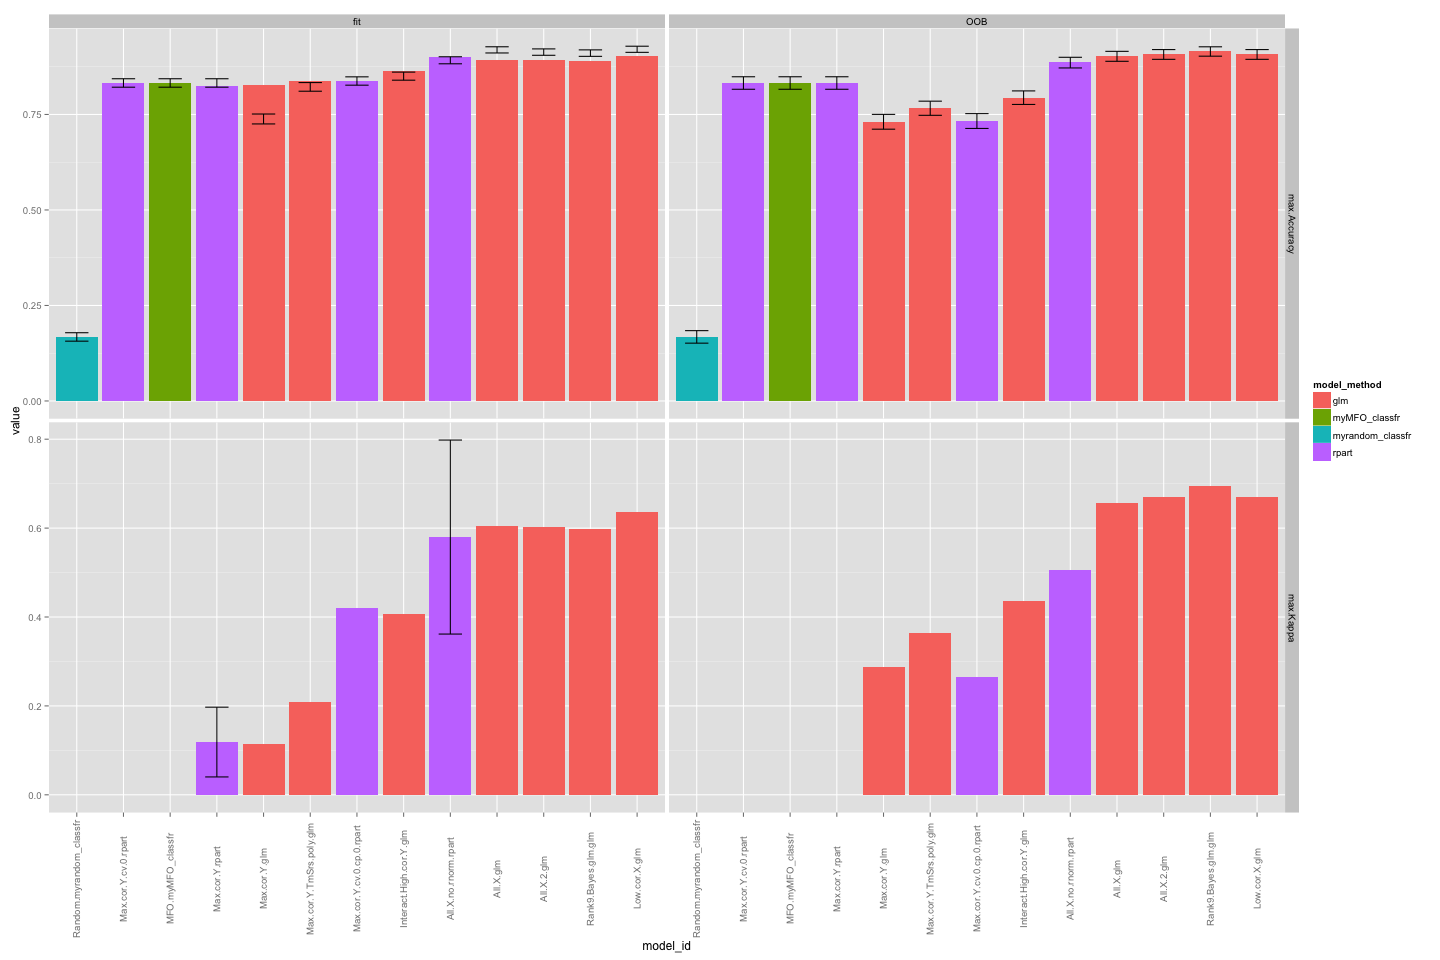 fit
OOB
max.Accuracy
max.Kappa
value
0.75
0.50
0.25
0.00
0.8
0.6
0.4
0.2
0.0
Random.myrandom_classfr
Max.cor.Y.cv.0.rpart
MFO.myMFO_classfr
Max.cor.Y.rpart
Max.cor.Y.glm
Max.cor.Y.TmSrs.poly.glm
Max.cor.Y.cv.0.cp.0.rpart
Interact.High.cor.Y.glm
All.X.no.rnorm.rpart
All.X.glm
All.X.2.glm
Rank9.Bayes.glm.glm
Low.cor.X.glm
Random.myrandom_classfr
Max.cor.Y.cv.0.rpart
MFO.myMFO_classfr
Max.cor.Y.rpart
Max.cor.Y.glm
Max.cor.Y.TmSrs.poly.glm
Max.cor.Y.cv.0.cp.0.rpart
Interact.High.cor.Y.glm
All.X.no.rnorm.rpart
All.X.glm
All.X.2.glm
Rank9.Bayes.glm.glm
Low.cor.X.glm
model_id
model_method
glm
myMFO_classfr
myrandom_classfr
rpart